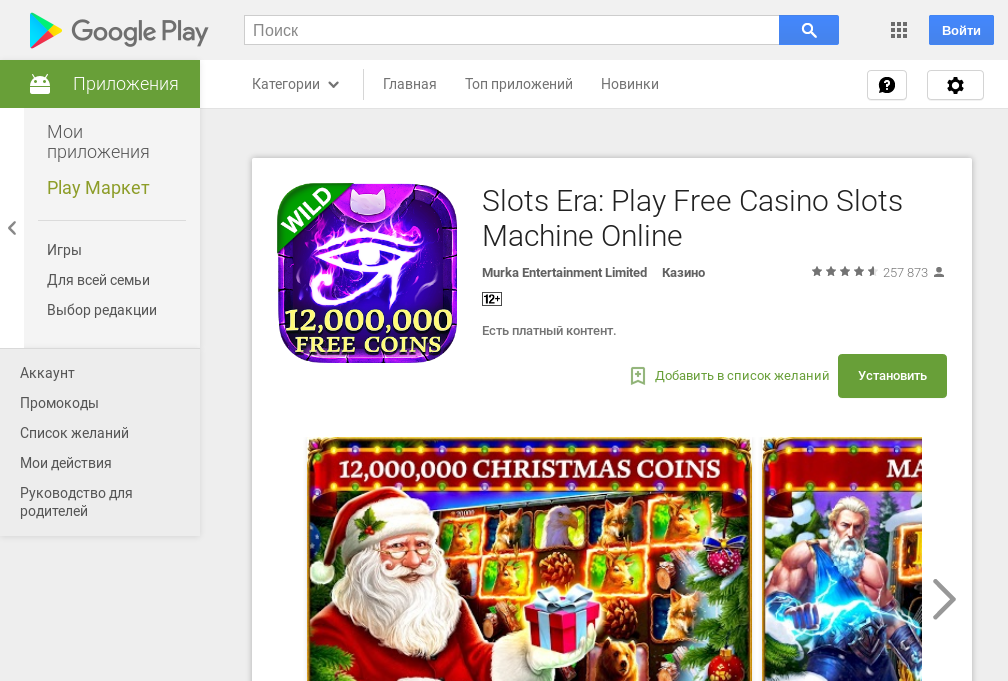 Google Play
Поиск
Войти
Приложения
Категории
Главная
Топ приложений
Новинки
Мои
приложения
Play Маркет
Игры
Для всей семьи
Выбор редакции
Аккаунт
Промокоды
Список желаний
Мои действия
Руководство для
родителей
WILD
12,000,000
FREE COINS
Slots Era: Play Free Casino Slots
Machine Online
Murka Entertainment Limited Казино
257 873
12+
Есть платный контент.
Добавить в список желаний
Установить
12,000,000 CHRISTMAS COINS
MA